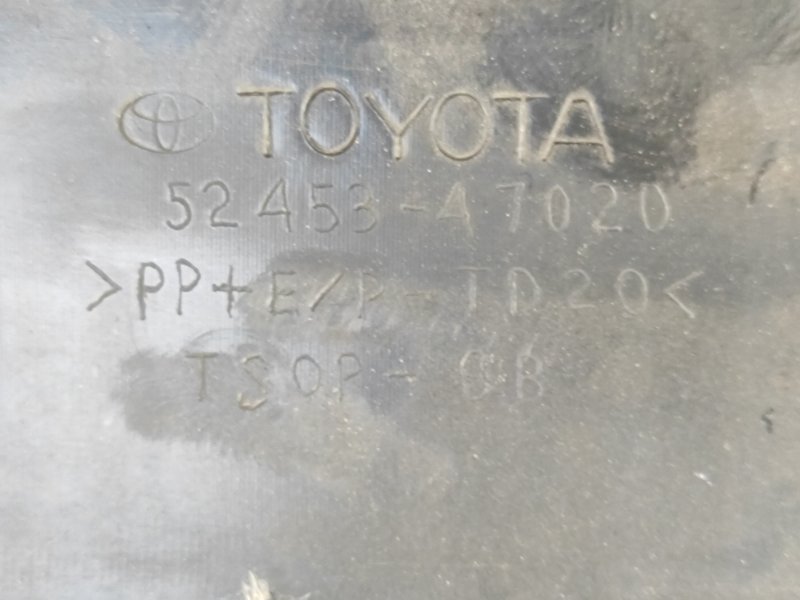 TOYOTA
52453-47020
>PP+E/P-TD20<
TSOP-